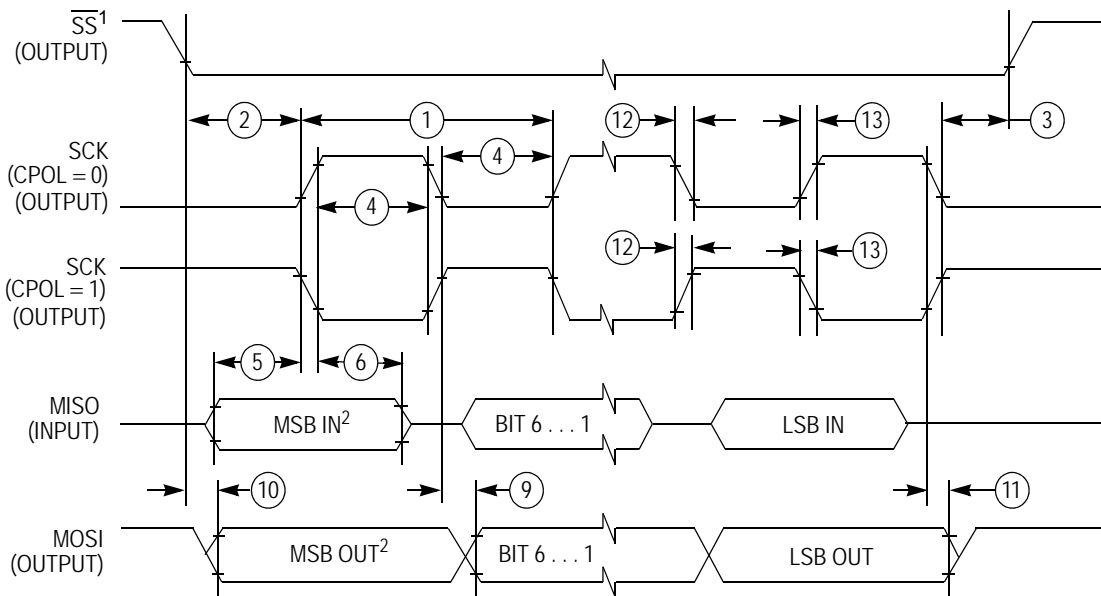 SS¹
(OUTPUT)
2
1
12
13
3
SCK
(CPOL = 0)
(OUTPUT)
4
4
12
13
SCK
(CPOL = 1)
(OUTPUT)
5
6
MISO
(INPUT)
MSB IN²
BIT 6 . . . 1
LSB IN
10
9
11
MOSI
(OUTPUT)
MSB OUT²
BIT 6 . . . 1
LSB OUT